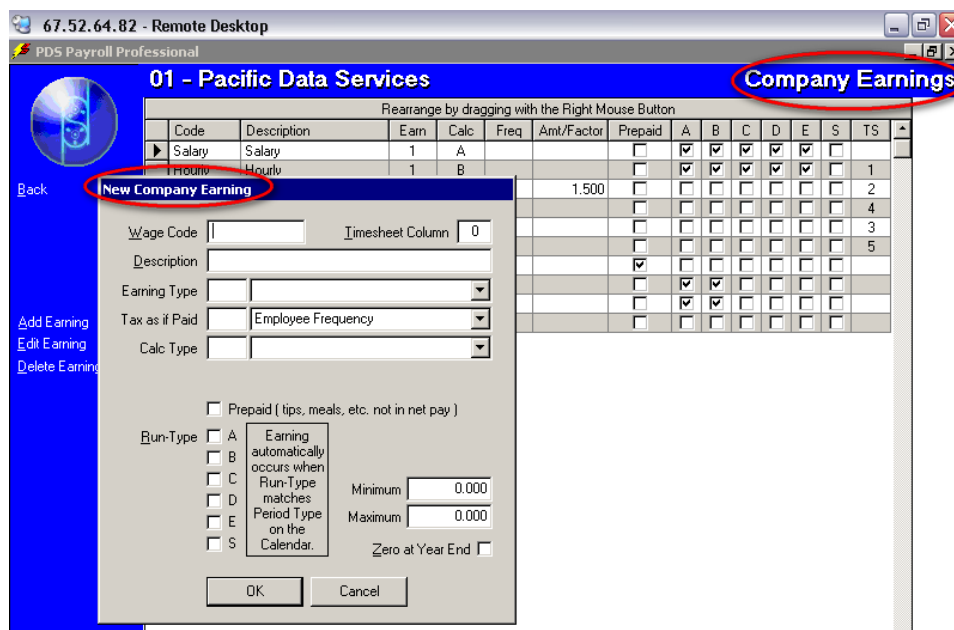 67.52.64.82 - Remote Desktop
PDS Payroll Professional
01 - Pacific Data Services Company Earnings
Rearrange by dragging with the Right Mouse Button
Code Description Earn Calc Freq Amt/Factor Prepaid A B C D E S TS
Salary Salary 1 A
Hourly Hourly 1 B 1
Back
New Company Earning
1.500 2
4
3
5
Wage Code Timesheet Column 0
Description
Earning Type
Add Earning
Tax as if Paid Employee Frequency
Edit Earning
Calc Type
Delete Earning
Prepaid ( tips, meals, etc. not in net pay )
Run-Type A
B
C
D
E
S
Earning
automatically
occurs when
Run-Type
matches
Period Type
on the
Calendar.
Minimum 0.000
Maximum 0.000
Zero at Year End
OK Cancel